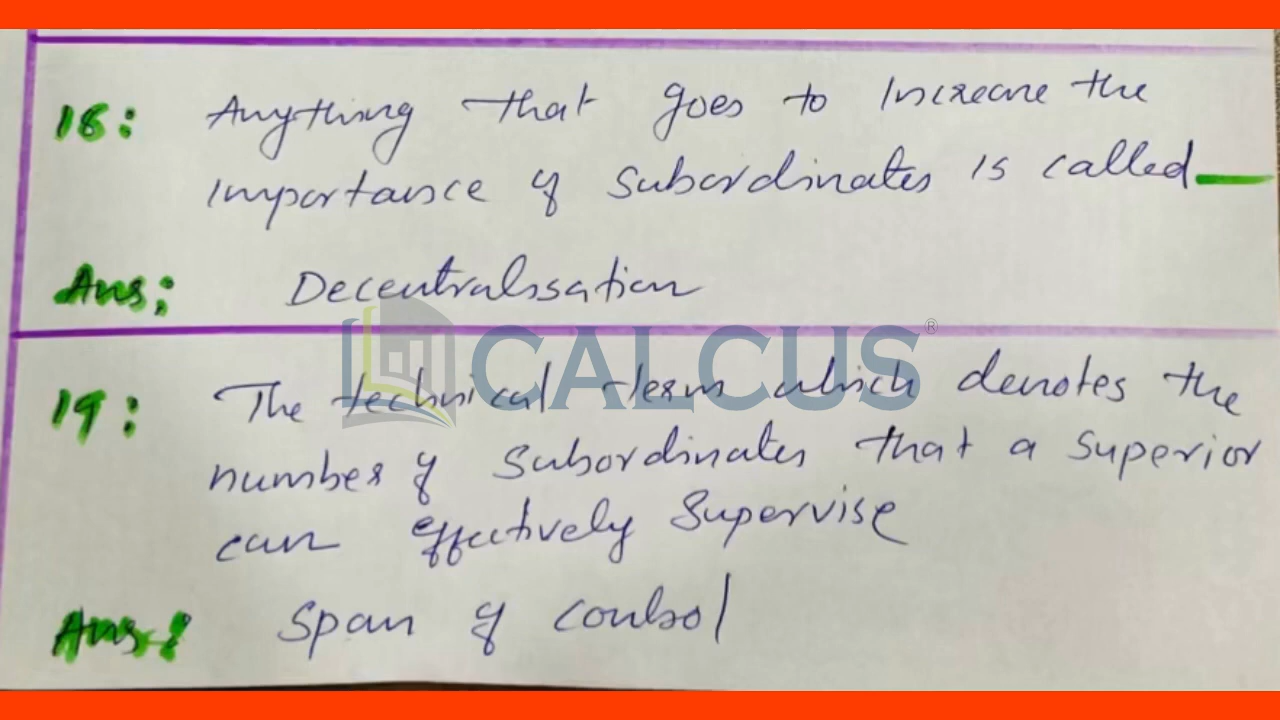 18: Anything that goes to Increase the
importance of Subordinates is called __
Ans; Decentralisation
CALCUS®
19: The technical term which denotes the
number of Subordinates that a Superior
can effectively Supervise
Ans: Span of control